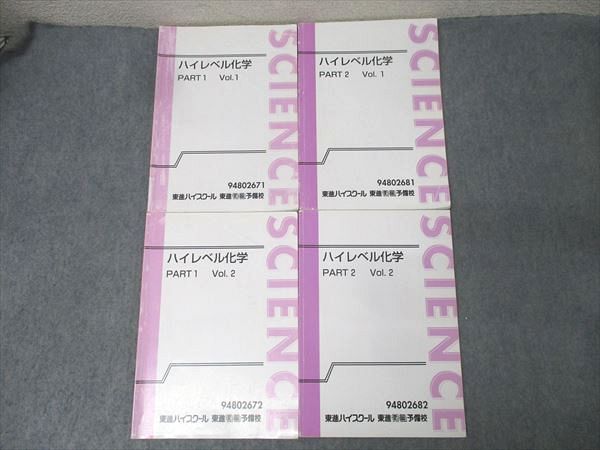 ハイレベル化学
PART 1 Vol. 1
94802671
東進ハイスクール 東進衛星予備校
SCIENCE
ハイレベル化学
PART 2 Vol. 1
94802681
東進ハイスクール 東進衛星予備校
SCIENCE
ハイレベル化学
PART 1 Vol. 2
94802672
東進ハイスクール 東進衛星予備校
SCIENCE
ハイレベル化学
PART 2 Vol. 2
94802682
東進ハイスクール 東進衛星予備校
SCIENCE